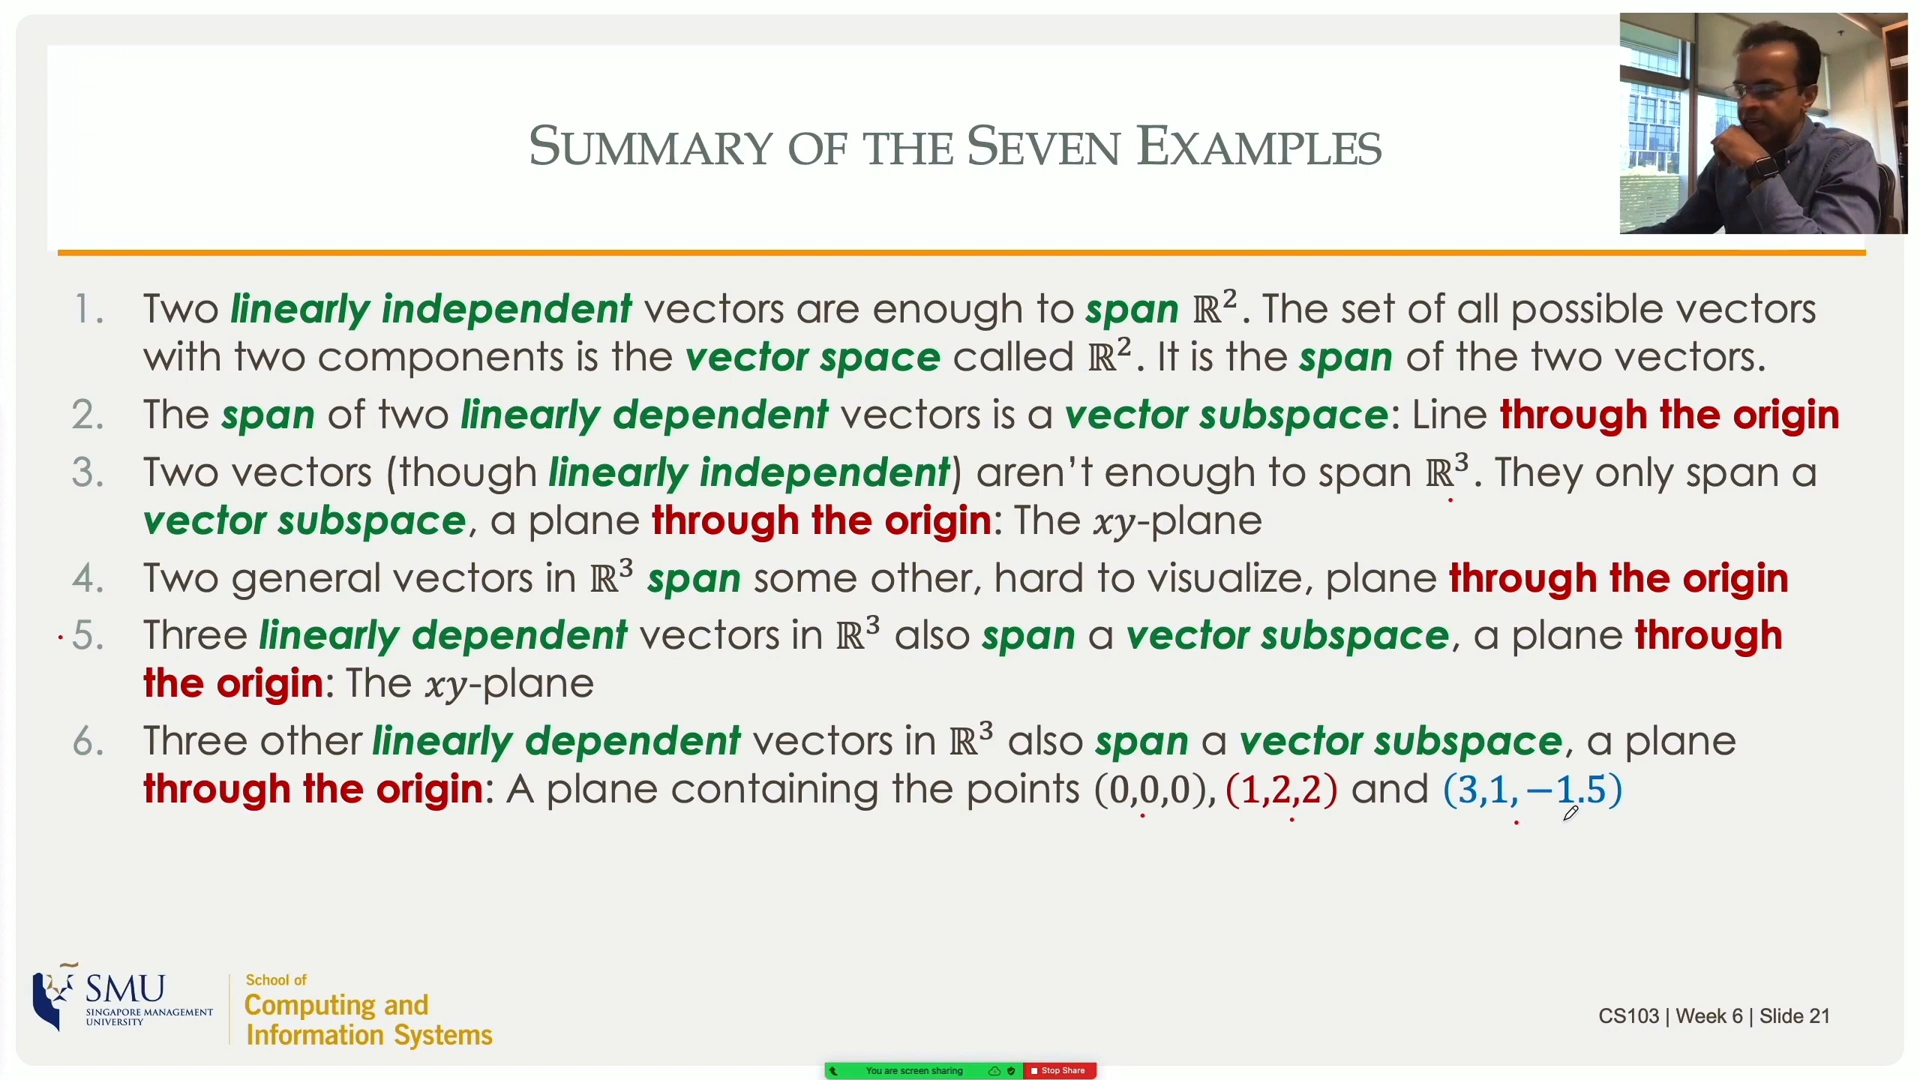 SUMMARY OF THE SEVEN EXAMPLES
1. Two linearly independent vectors are enough to span ℝ². The set of all possible vectors
with two components is the vector space called ℝ². It is the span of the two vectors.
2. The span of two linearly dependent vectors is a vector subspace: Line through the origin
3. Two vectors (though linearly independent) aren’t enough to span ℝ³. They only span a
vector subspace, a plane through the origin: The xy-plane
4. Two general vectors in ℝ³ span some other, hard to visualize, plane through the origin
5. Three linearly dependent vectors in ℝ³ also span a vector subspace, a plane through
the origin: The xy-plane
6. Three other linearly dependent vectors in ℝ³ also span a vector subspace, a plane
through the origin: A plane containing the points (0,0,0), (1,2,2) and (3,1,−1.5)
SMU
SINGAPORE MANAGEMENT
UNIVERSITY
School of
Computing and
Information Systems
CS103 | Week 6 | Slide 21
You are screen sharing
Stop Share